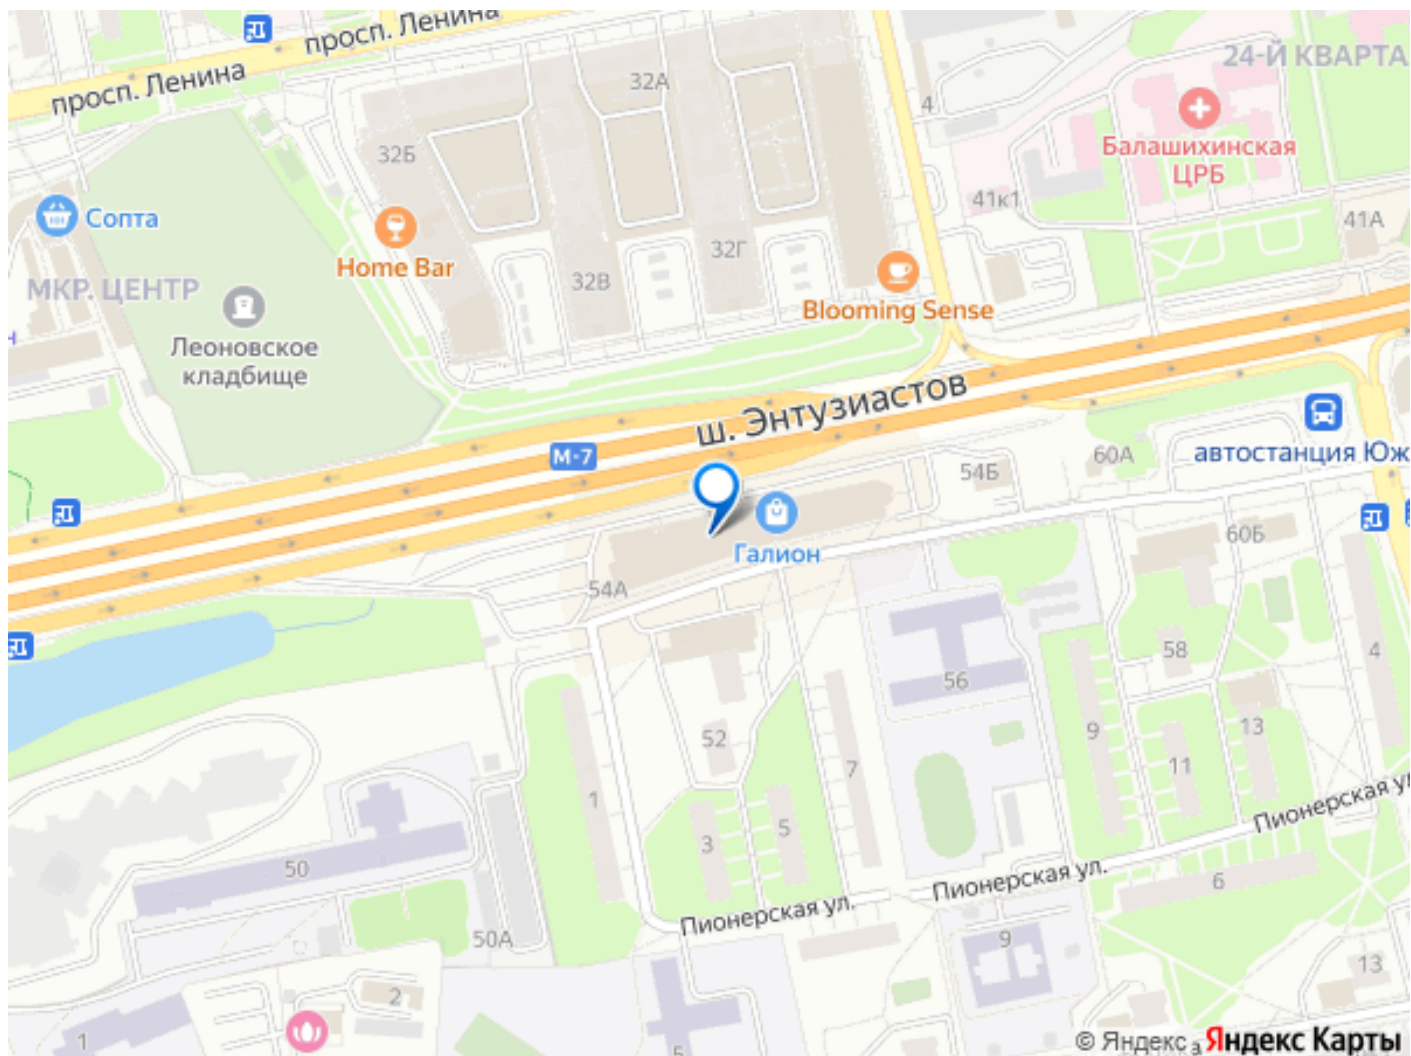 просп. Ленина
просп. Ленина
24-Й КВАРТА
32А
4
32Б
Балашихинская
ЦРБ
41к1
Сопта
41А
Home Bar
32Г
32В
МКР. ЦЕНТР
Blooming Sense
н
Леоновское
кладбище
ш. Энтузиастов
М-7
54Б
60А
автостанция Юж
Галион
60Б
54А
58
4
56
52
9
13
11
7
1
3
5
Пионерская ул
50
Пионерская ул.
6
Пионерская ул.
50А
9
13
2
1
5
© Яндекс
Яндекс Карты